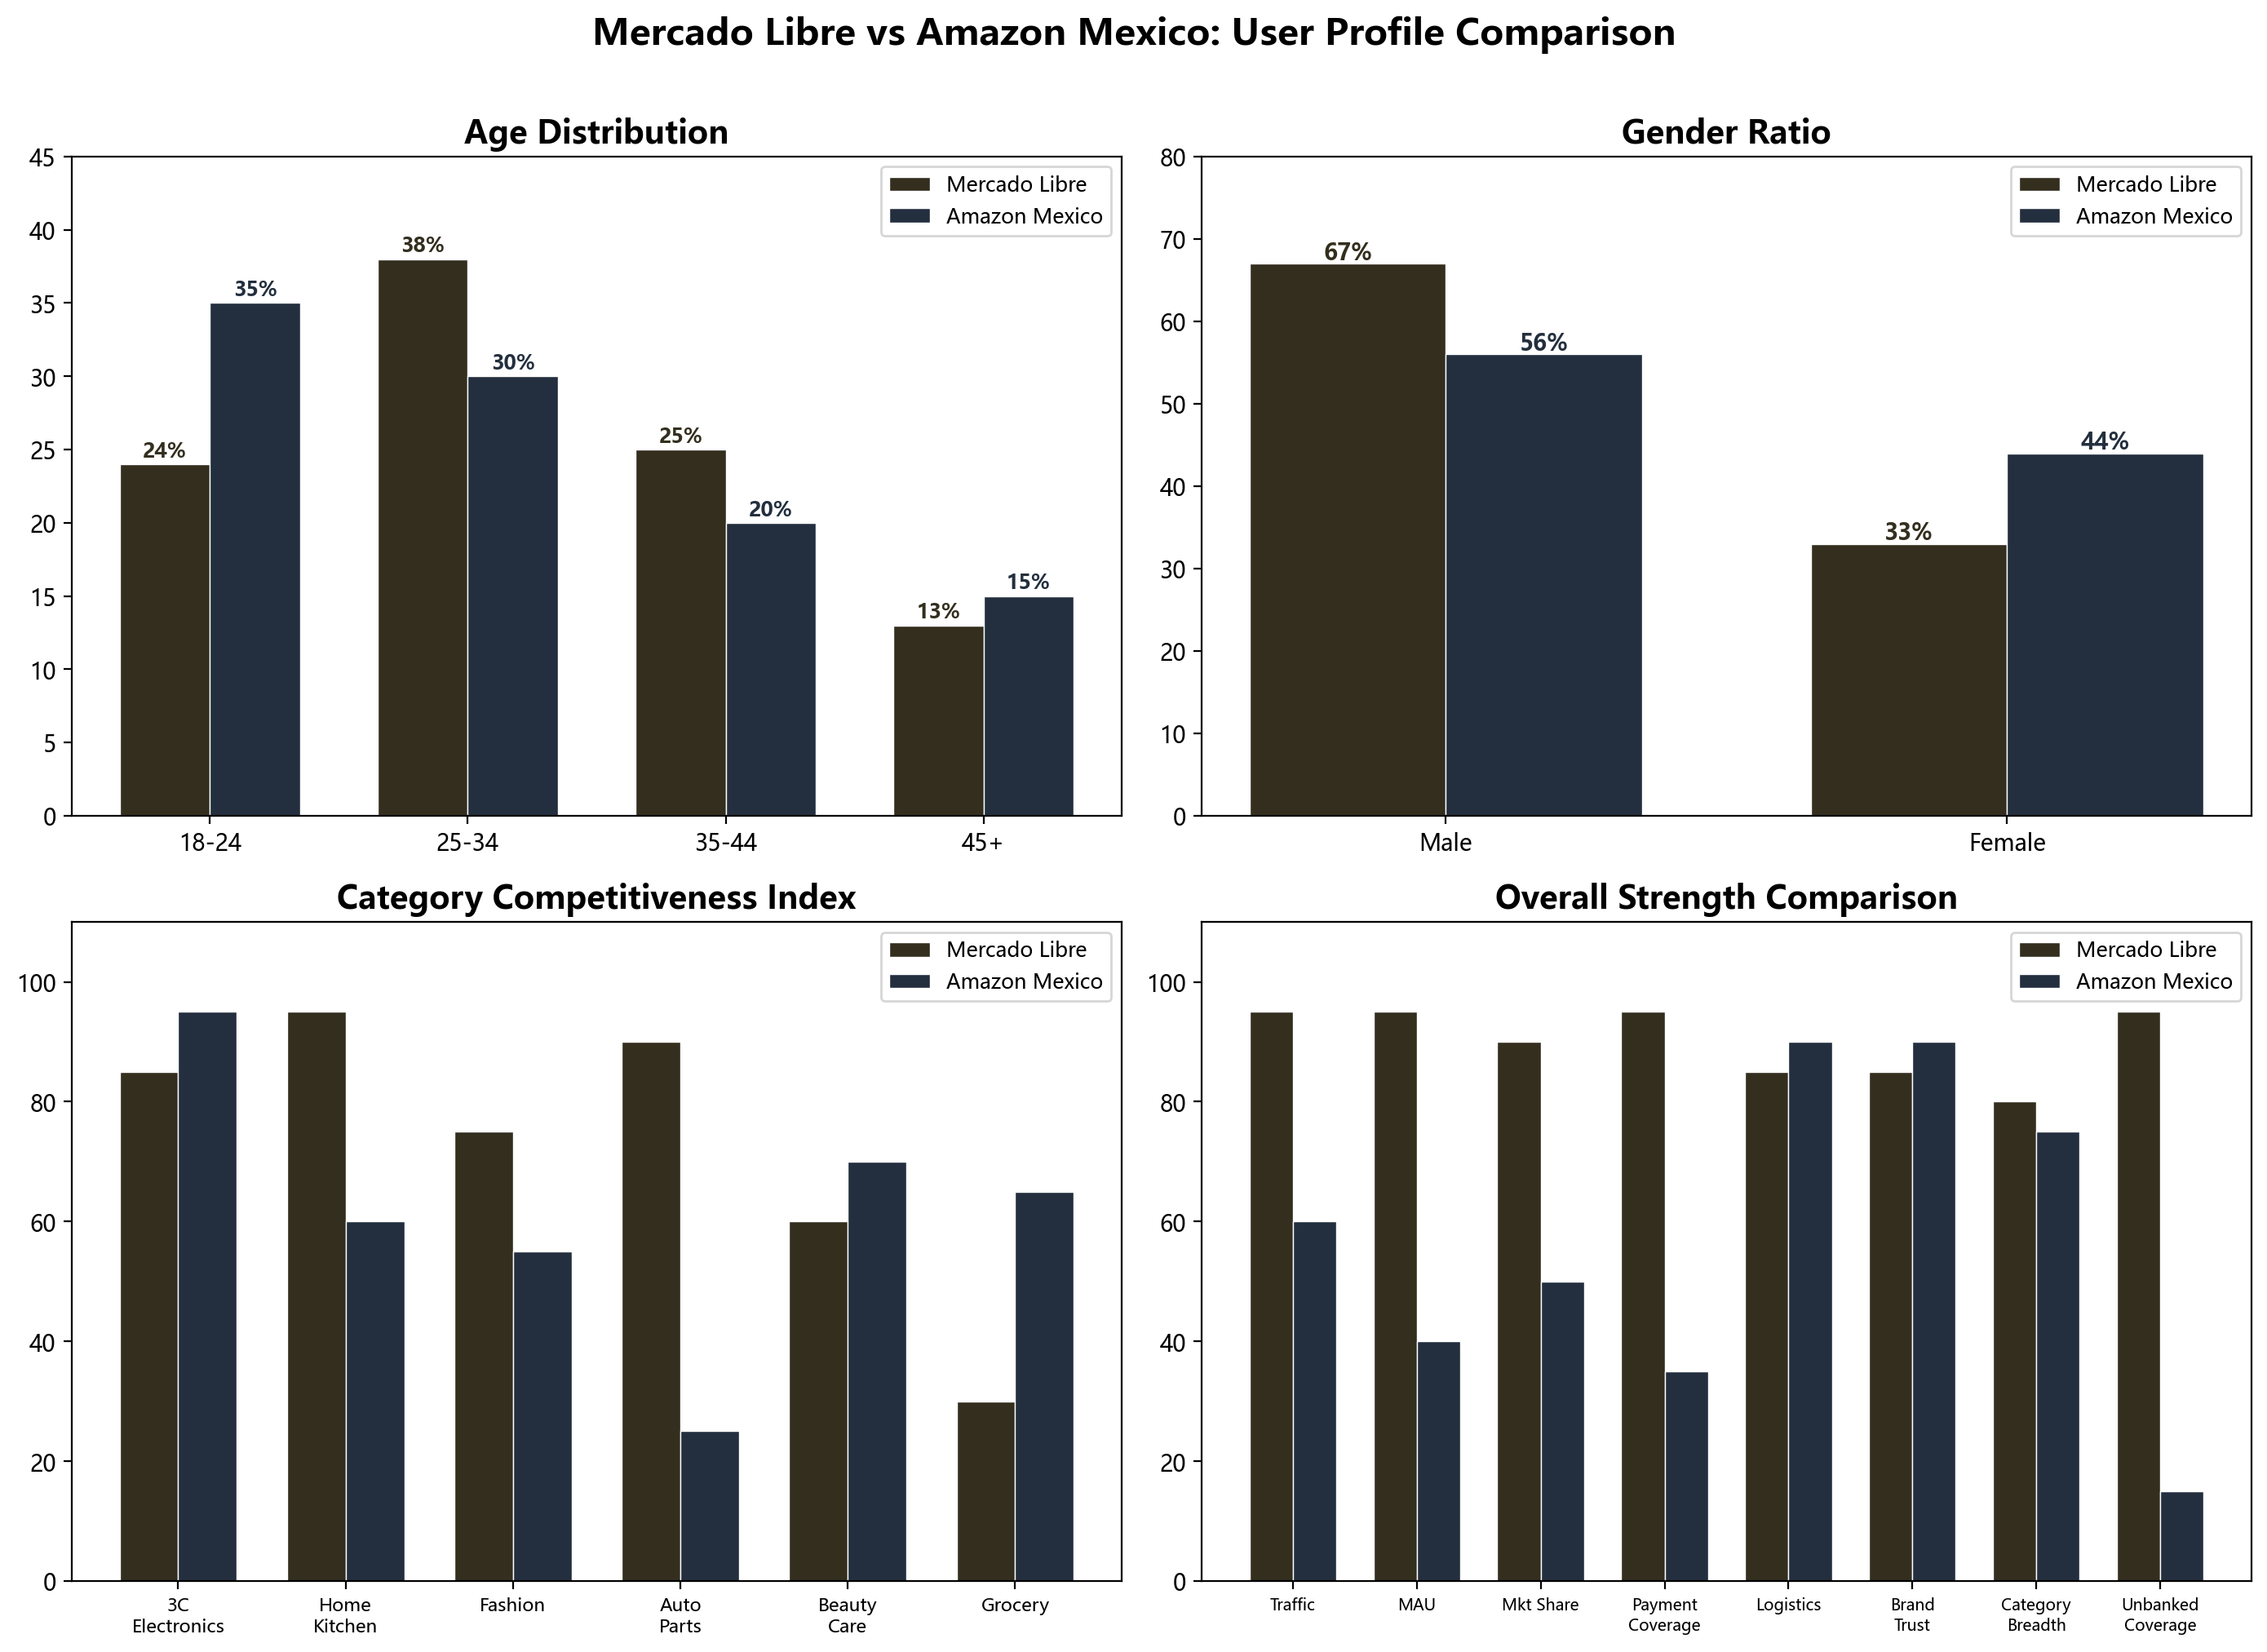 Mercado Libre vs Amazon Mexico: User Profile Comparison
Age Distribution
45
40
35
30
25
20
15
10
5
0
Mercado Libre
Amazon Mexico
24%
35%
38%
30%
25%
20%
13%
15%
18-24
25-34
35-44
45+
Gender Ratio
80
70
60
50
40
30
20
10
0
Mercado Libre
Amazon Mexico
67%
56%
33%
44%
Male
Female
Category Competitiveness Index
100
80
60
40
20
0
Mercado Libre
Amazon Mexico
3C
Electronics
Home
Kitchen
Fashion
Auto
Parts
Beauty
Care
Grocery
Overall Strength Comparison
100
80
60
40
20
0
Mercado Libre
Amazon Mexico
Traffic
MAU
Mkt Share
Payment
Coverage
Logistics
Brand
Trust
Category
Breadth
Unbanked
Coverage